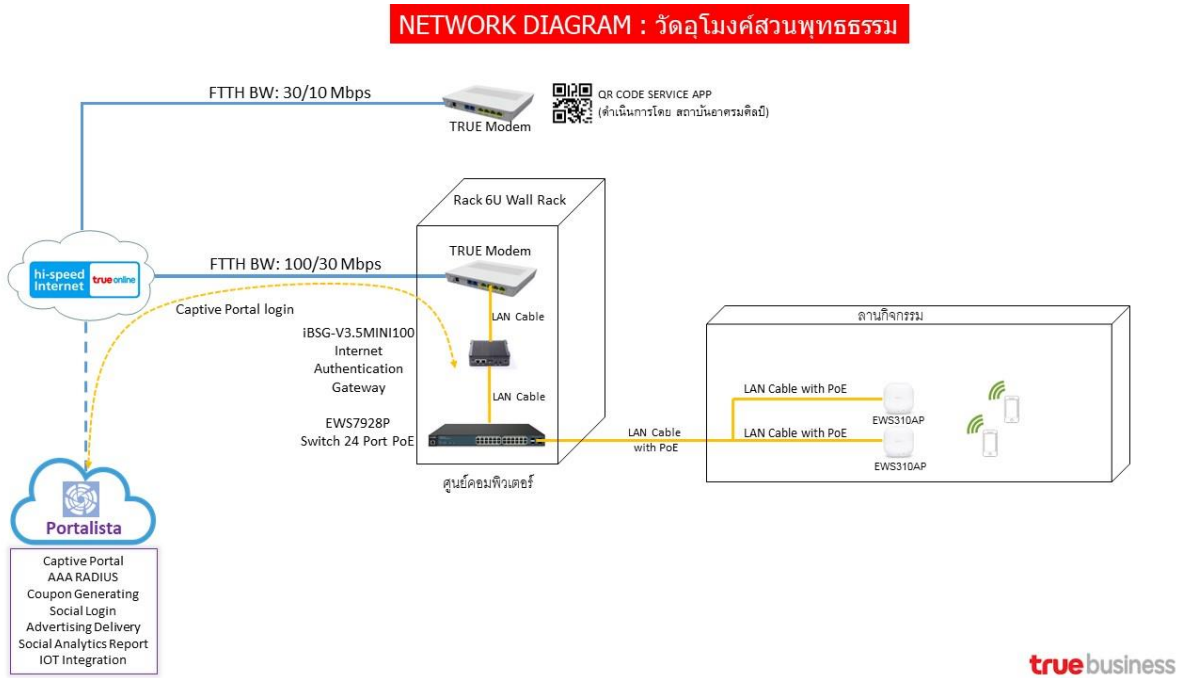 NETWORK DIAGRAM : วัดอุโมงค์สวนพุทธธรรม
FTTH BW: 30/10 Mbps
TRUE Modem
QR CODE SERVICE APP
(ดำเนินการโดย สถาบันอาศรมศิลป์)
Rack 6U Wall Rack
TRUE Modem
hi-speed
Internet
true online
FTTH BW: 100/30 Mbps
Captive Portal login
LAN Cable
iBSG-V3.5MINI100
Internet
Authentication
Gateway
LAN Cable
EWS7928P
Switch 24 Port PoE
ศูนย์คอมพิวเตอร์
LAN Cable
with PoE
ลานกิจกรรม
LAN Cable with PoE
EWS310AP
LAN Cable with PoE
EWS310AP
Portalista
Captive Portal
AAA RADIUS
Coupon Generating
Social Login
Advertising Delivery
Social Analytics Report
IOT Integration
true business